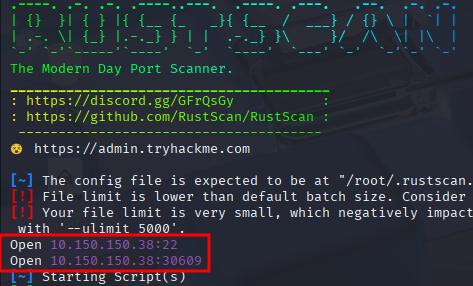 The Modern Day Port Scanner.
: https://discord.gg/GFrQsGy :
: https://github.com/RustScan/RustScan :
😵 https://admin.tryhackme.com
[~] The config file is expected to be at "/root/.rustscan.
[!] File limit is lower than default batch size. Consider
[!] Your file limit is very small, which negatively impact
with '--ulimit 5000'.
Open 10.150.150.38:22
Open 10.150.150.38:30609
[~] Starting Script(s)